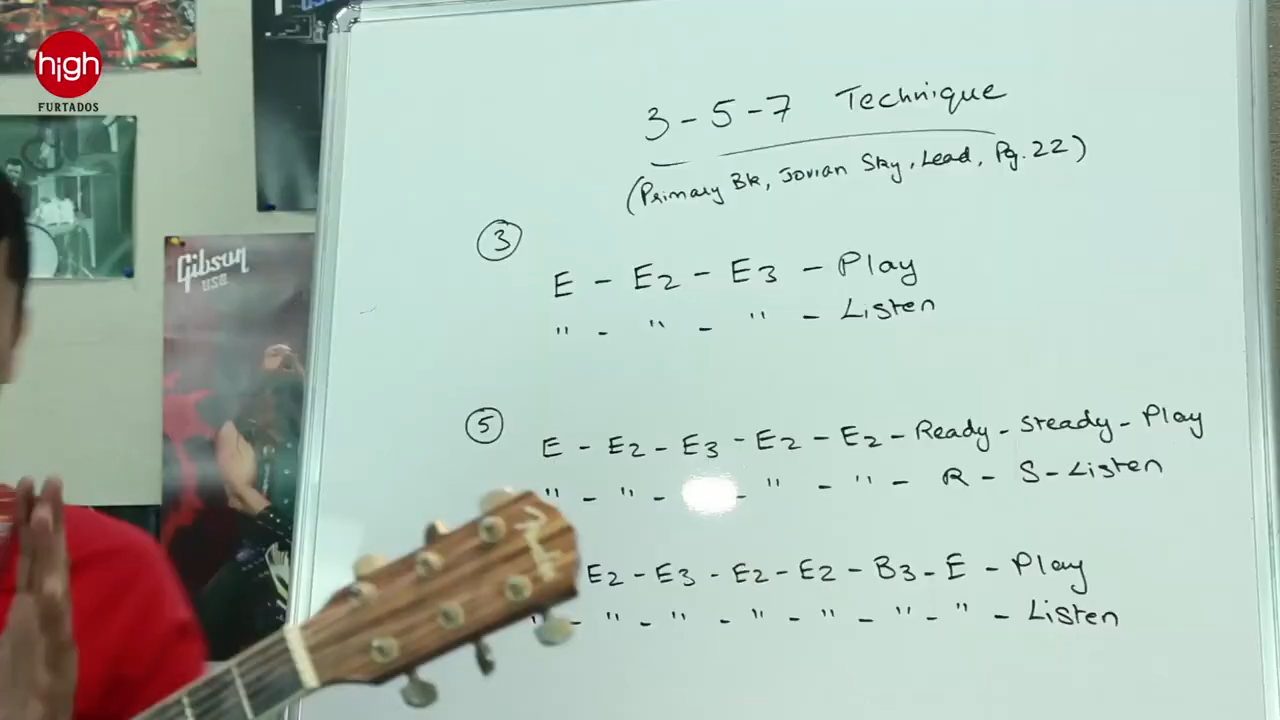 high
FURTADOS
Gibson
USA
3 - 5 - 7 Technique
(Primary Bk, Jovian Sky, Lead, Pg. 22)
3
E - E2 - E3 - Play
" - " - " - Listen
5
E - E2 - E3 - E2 - E2 - Ready - Steady - Play
" - " - - " - " - R - S - Listen
E2 - E3 - E2 - E2 - B3 - E - Play
" - " - " - " - " - " - " - Listen